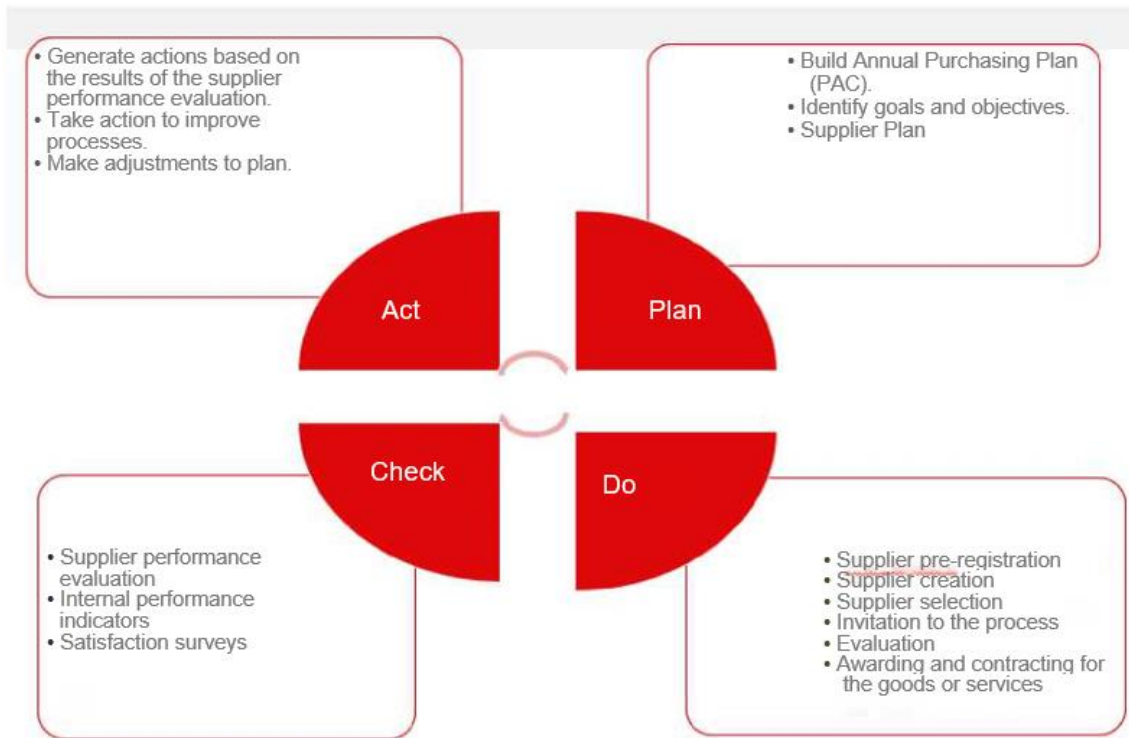 • Generate actions based on
the results of the supplier
performance evaluation.
• Take action to improve
processes.
• Make adjustments to plan.
• Build Annual Purchasing Plan
(PAC).
• Identify goals and objectives.
• Supplier Plan
Act
Plan
Check
Do
• Supplier performance
evaluation
• Internal performance
indicators
• Satisfaction surveys
• Supplier pre-registration
• Supplier creation
• Supplier selection
• Invitation to the process
• Evaluation
• Awarding and contracting for
the goods or services